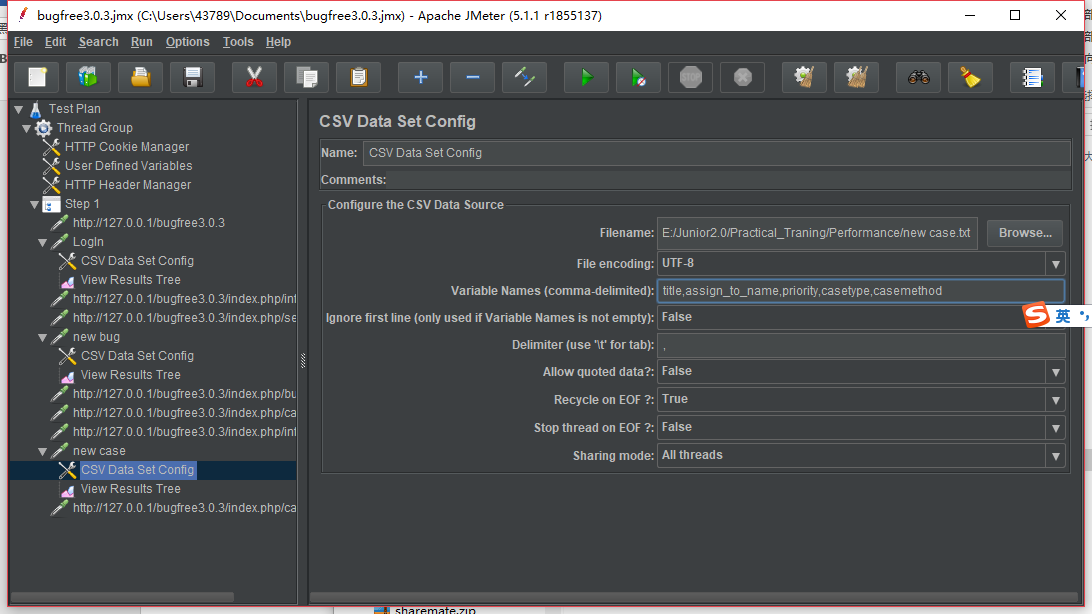 bugfree3.0.3.jmx (C:\Users\43789\Documents\bugfree3.0.3.jmx) - Apache JMeter (5.1.1 r1855137)
File Edit Search Run Options Tools Help
STOP
Test Plan
Thread Group
HTTP Cookie Manager
User Defined Variables
HTTP Header Manager
Step 1
http://127.0.0.1/bugfree3.0.3
LogIn
CSV Data Set Config
View Results Tree
http://127.0.0.1/bugfree3.0.3/index.php/inf
http://127.0.0.1/bugfree3.0.3/index.php/se
new bug
CSV Data Set Config
View Results Tree
http://127.0.0.1/bugfree3.0.3/index.php/bu
http://127.0.0.1/bugfree3.0.3/index.php/ca
http://127.0.0.1/bugfree3.0.3/index.php/inf
new case
CSV Data Set Config
View Results Tree
http://127.0.0.1/bugfree3.0.3/index.php/ca
CSV Data Set Config
Name: CSV Data Set Config
Comments:
Configure the CSV Data Source
Filename: E:/Junior2.0/Practical_Traning/Performance/new case.txt Browse...
File encoding: UTF-8
Variable Names (comma-delimited): title,assign_to_name,priority,casetype,casemethod
Ignore first line (only used if Variable Names is not empty): False
Delimiter (use '\t' for tab): ,
Allow quoted data?: False
Recycle on EOF ?: True
Stop thread on EOF ?: False
Sharing mode: All threads
S 英
sharemate.zip